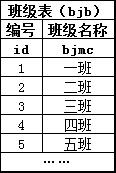 班级表（bjb）
编号 班级名称
id bjmc
1 一班
2 二班
3 三班
4 四班
5 五班
……